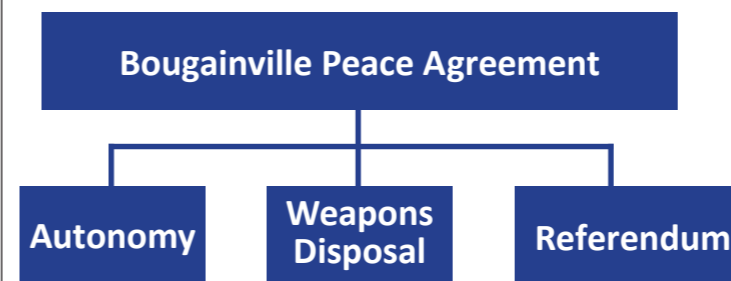 Bougainville Peace Agreement
Autonomy
Weapons
Disposal
Referendum